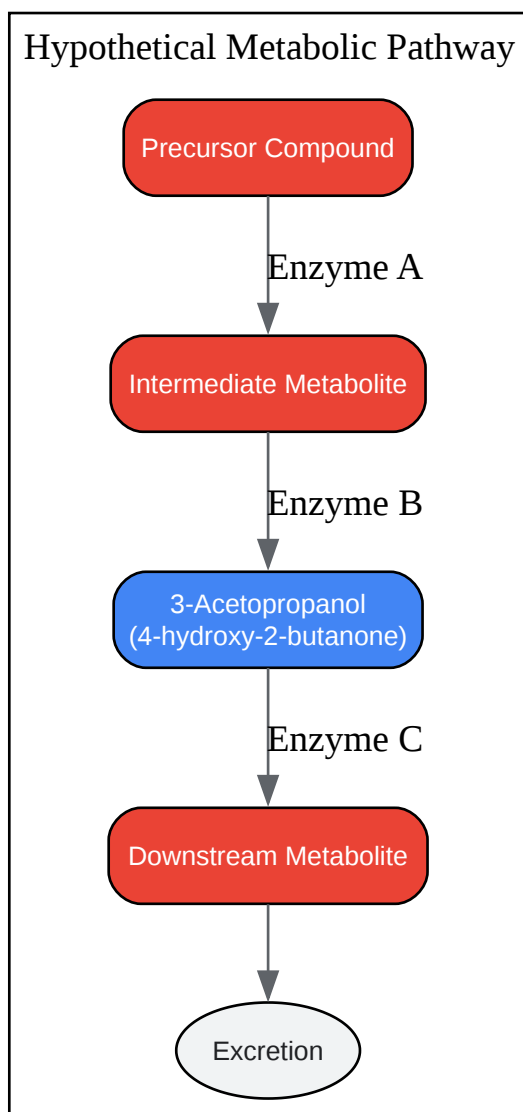 Hypothetical Metabolic Pathway
Precursor Compound
Enzyme A
Intermediate Metabolite
Enzyme B
3-Acetopropanol
(4-hydroxy-2-butanone)
Enzyme C
Downstream Metabolite
Excretion